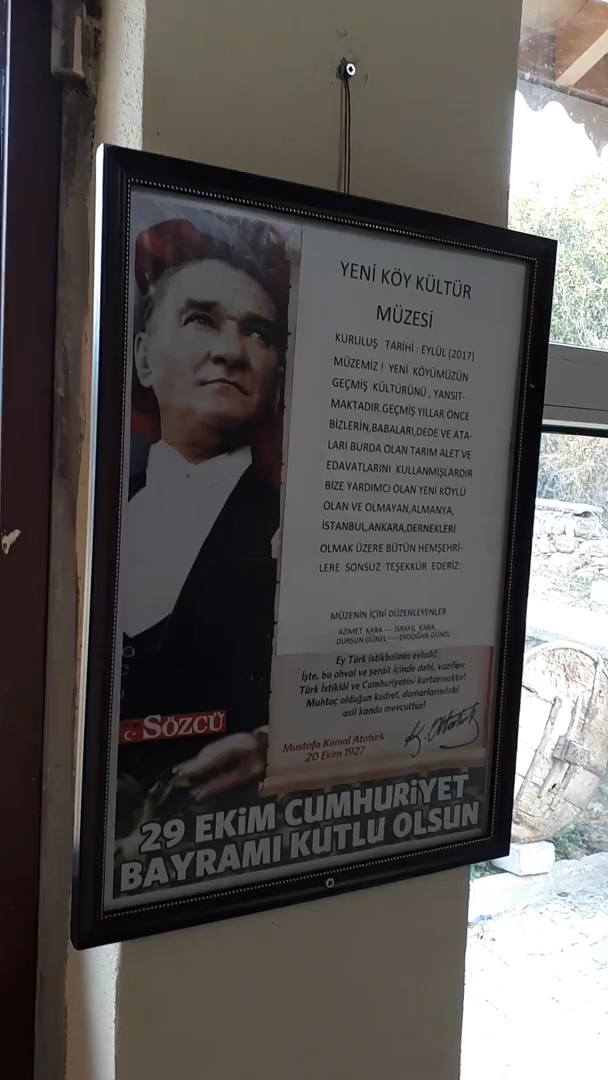 YENİ KÖY KÜLTÜR
MÜZESİ
KURULUŞ TARİHİ : EYLÜL (2017)
MÜZEMİZ ! YENİ KÖYÜMÜZÜN
GEÇMİŞ KÜLTÜRÜNÜ , YANSIT-
MAKTADIR.GEÇMİŞ YILLAR ÖNCE
BİZLERİN,BABALARI,DEDE VE ATA-
LARI BURDA OLAN TARIM ALET VE
EDAVATLARINI KULLANMIŞLARDIR
BİZE YARDIMCI OLAN YENİ KÖYLÜ
OLAN VE OLMAYAN,ALMANYA,
İSTANBUL,ANKARA,DERNEKLERİ
OLMAK ÜZERE BÜTÜN HEMŞEHRİ-
LERE SONSUZ TEŞEKKÜR EDERİZ:
MÜZENİN İÇİNİ DÜZENLEYENLER
AZİMET KARA ---- İSRAFİL KARA
DURSUN GÜNEL ---- ERDOĞAN GÜNEL
Ey Türk istikbalinin evladı!
İşte, bu ahval ve şerâit içinde dahi, vazifen:
Türk İstiklâl ve Cumhuriyetini kurtarmaktır!
Muhtaç olduğun kudret, damarlarındaki
asil kanda mevcuttur!
K. Atatürk
Mustafa Kemal Atatürk
20 Ekim 1927
SÖZCÜ
29 EKİM CUMHURİYET
BAYRAMI KUTLU OLSUN